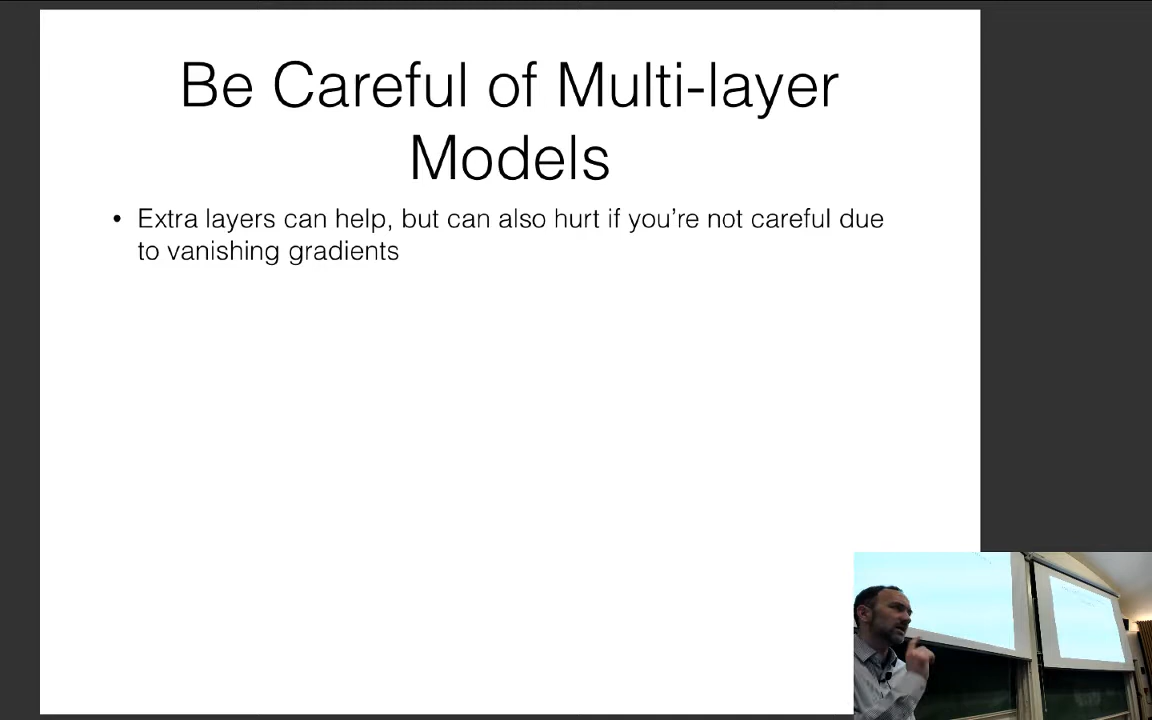 Be Careful of Multi-layer
Models
• Extra layers can help, but can also hurt if you're not careful due
to vanishing gradients